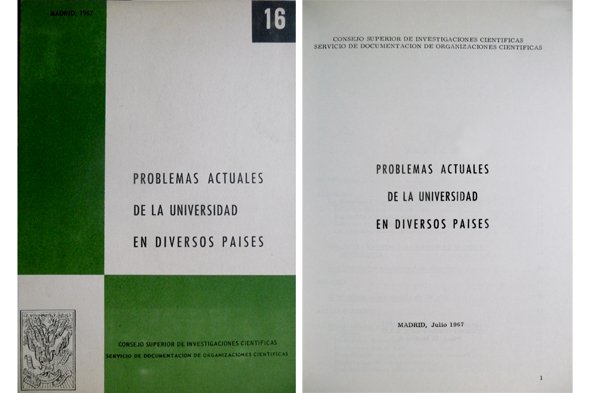 MADRID, 1967
16
PROBLEMAS ACTUALES
DE LA UNIVERSIDAD
EN DIVERSOS PAISES
CONSEJO SUPERIOR DE INVESTIGACIONES CIENTIFICAS
SERVICIO DE DOCUMENTACION DE ORGANIZACIONES CIENTIFICAS
CONSEJO SUPERIOR DE INVESTIGACIONES CIENTIFICAS
SERVICIO DE DOCUMENTACION DE ORGANIZACIONES CIENTIFICAS
PROBLEMAS ACTUALES
DE LA UNIVERSIDAD
EN DIVERSOS PAISES
MADRID, Julio 1967
1